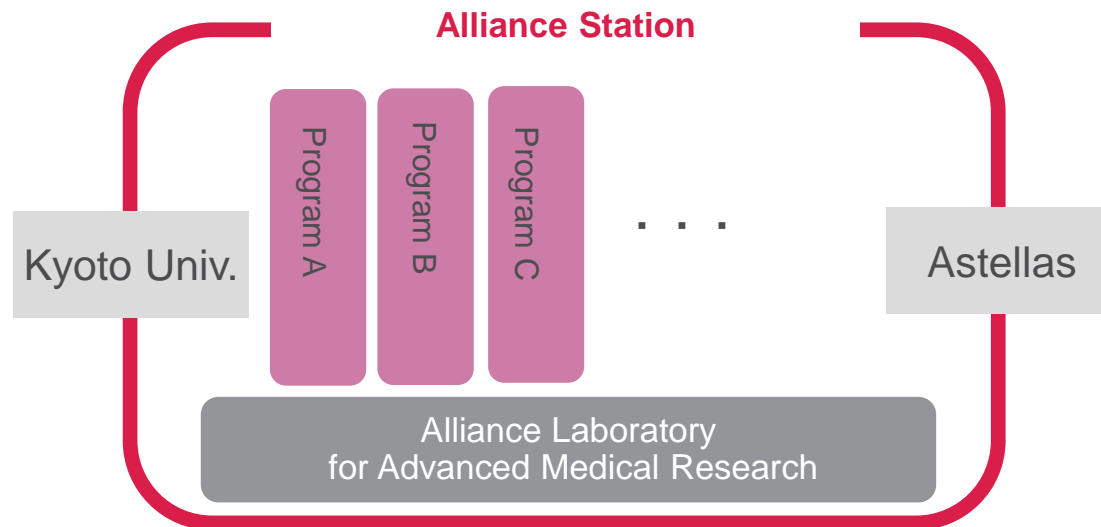 Alliance Station
Program A
Program B
Program C
. . .
Kyoto Univ.
Astellas
Alliance Laboratory
for Advanced Medical Research